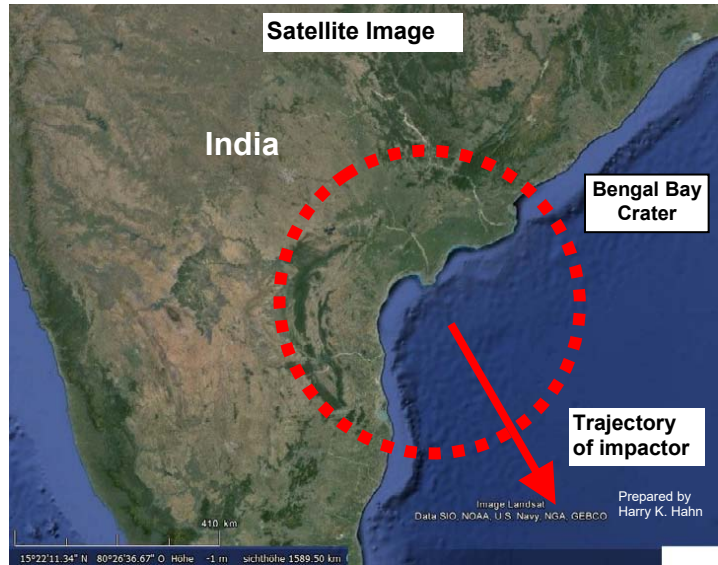 Satellite Image
India
Bengal Bay
Crater
Trajectory
of impactor
Prepared by
Harry K. Hahn
Image Landsat
Data SIO, NOAA, U.S. Navy, NGA, GEBCO
410 km
15°22'11.34" N 80°26'36.67" O Höhe -1 m sichthöhe 1589.50 km